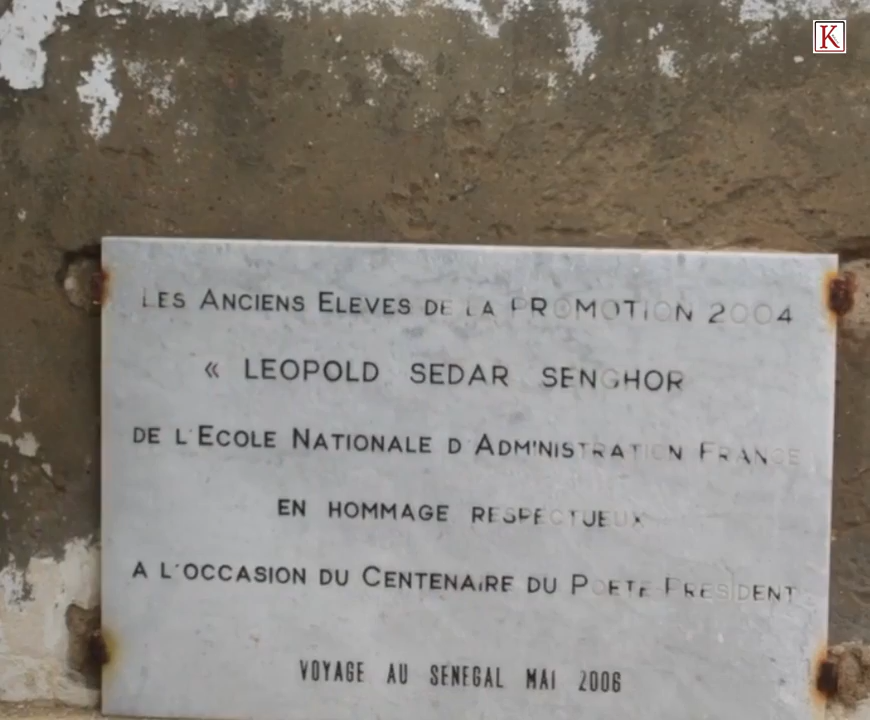 K
LES ANCIENS ELEVES DE LA PROMOTION 2004
« LEOPOLD SEDAR SENGHOR
DE L'ECOLE NATIONALE D'ADMINISTRATION FRANCE
EN HOMMAGE RESPECTUEUX
A L'OCCASION DU CENTENAIRE DU POETE PRESIDENT
VOYAGE AU SENEGAL MAI 2006